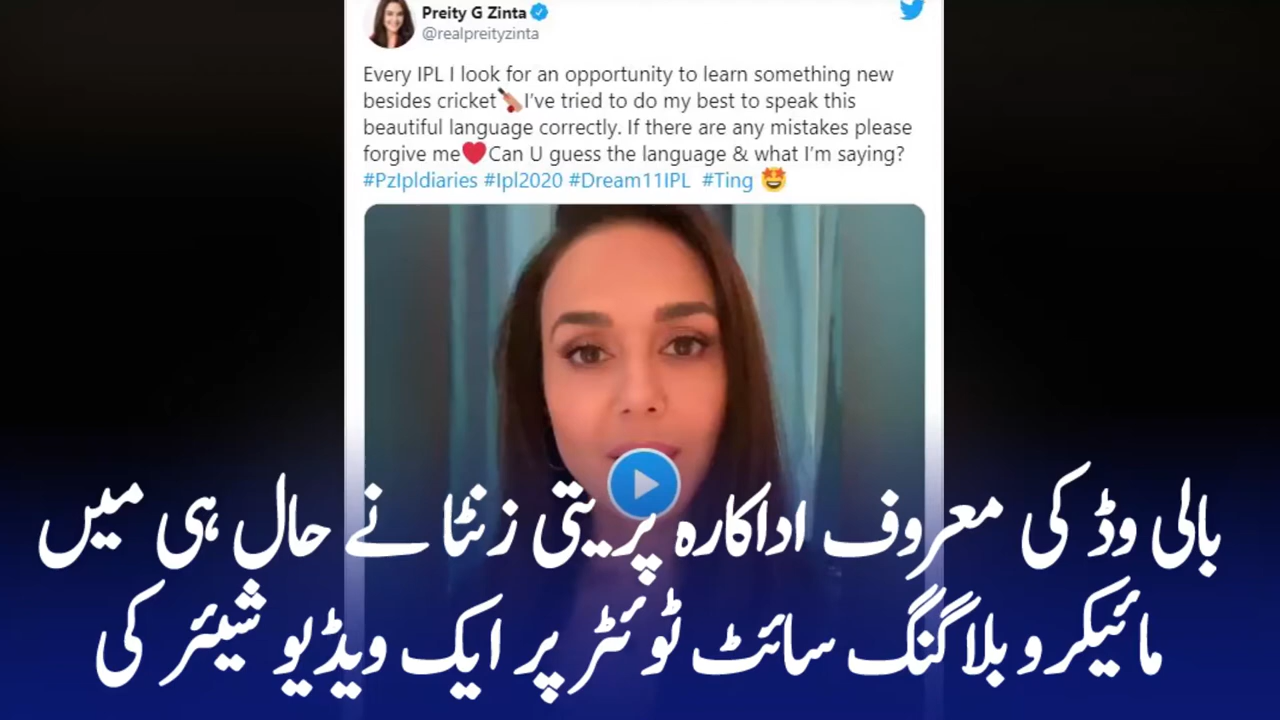 Preity G Zinta
@realpreityzinta
Every IPL I look for an opportunity to learn something new
besides cricket🏏I've tried to do my best to speak this
beautiful language correctly. If there are any mistakes please
forgive me❤️Can U guess the language & what I'm saying?
#PzIpldiaries #Ipl2020 #Dream11IPL #Ting 🤩
بالی وڈ کی معروف اداکارہ پریتی زنٹا نے حال ہی میں
مائیکرو بلاگنگ سائٹ ٹوئٹر پر ایک ویڈیو شیئر کی